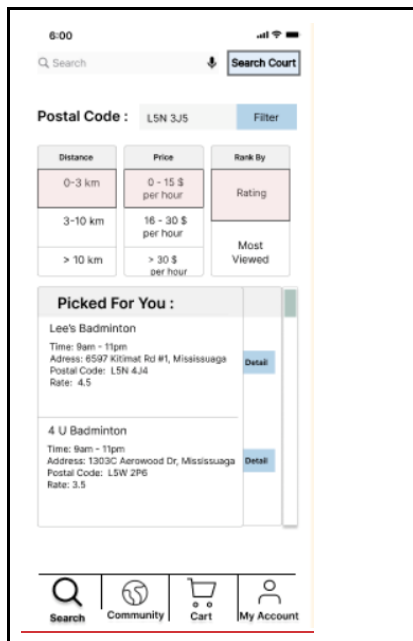 6:00
Search
Search Court
Postal Code :
L5N 3J5
Filter
Distance
Price
Rank By
0-3 km
0 - 15 $
per hour
Rating
3-10 km
16 - 30 $
per hour
Most
Viewed
> 10 km
> 30 $
per hour
Picked For You :
Lee's Badminton
Time: 9am - 11pm
Adress: 6597 Kitimat Rd #1, Mississuaga
Postal Code: L5N 4J4
Rate: 4.5
Detail
4 U Badminton
Time: 9am - 11pm
Address: 1303C Aerowood Dr, Mississuaga
Postal Code: L5W 2P6
Rate: 3.5
Detail
Search
Community
Cart
My Account